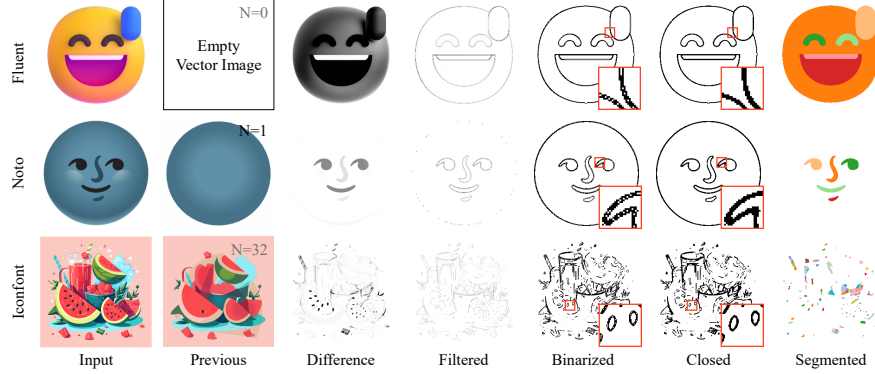 Fluent
N=0
Empty
Vector Image
Noto
N=1
Iconfont
N=32
Input
Previous
Difference
Filtered
Binarized
Closed
Segmented